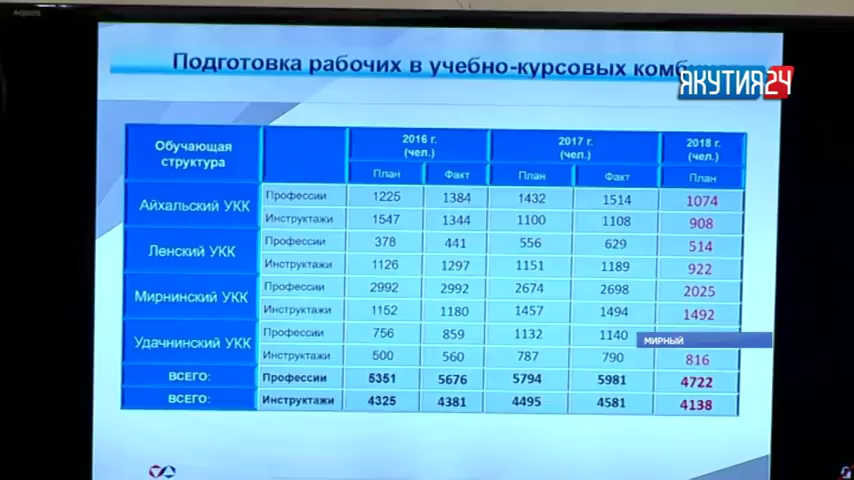 Подготовка рабочих в учебно-курсовых
ЯКУТИЯ24
Обучающая структура 2016 г. (чел.) 2017 г. (чел.) 2018 г. (чел.)
План Факт План Факт План
Айхальский УКК Профессии 1225 1384 1432 1514 1074
Инструктажи 1547 1344 1100 1108 908
Ленский УКК Профессии 378 441 556 629 514
Инструктажи 1126 1297 1151 1189 922
Мирнинский УКК Профессии 2992 2992 2674 2698 2025
Инструктажи 1152 1180 1457 1494 1492
Удачнинский УКК Профессии 756 859 1132 1140
МИРНЫЙ
Инструктажи 500 560 787 790 816
ВСЕГО: Профессии 5351 5676 5794 5981 4722
ВСЕГО: Инструктажи 4325 4381 4495 4581 4138